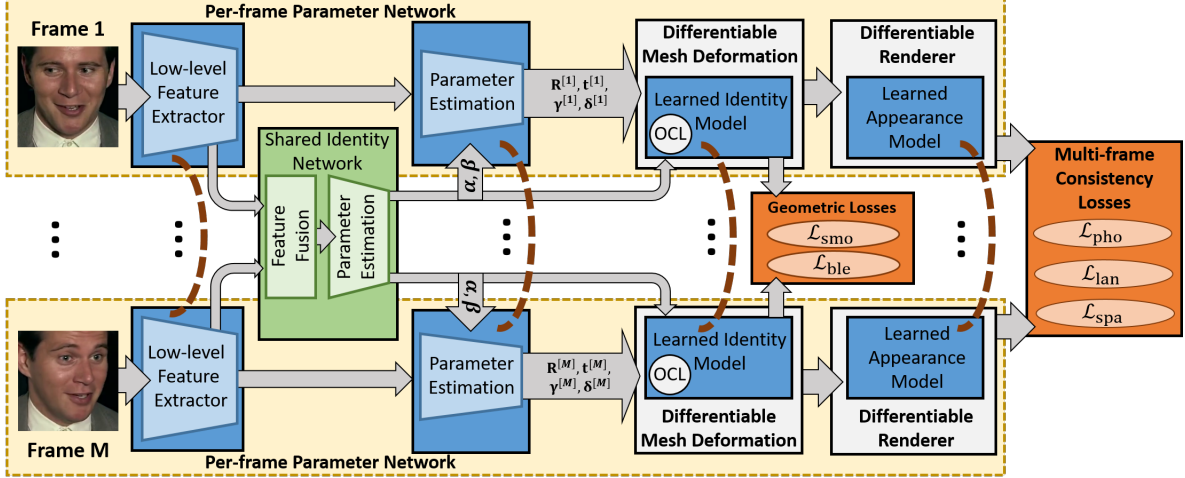 Per-frame Parameter Network
Frame 1
Low-level
Feature
Extractor
Parameter
Estimation
R^[1], t^[1],
γ^[1], δ^[1]
Differentiable
Mesh Deformation
Learned Identity
Model
OCL
Differentiable
Renderer
Learned
Appearance
Model
Shared Identity
Network
Feature
Fusion
Parameter
Estimation
α, β
α, β
Geometric Losses
ℒsmo
ℒble
Multi-frame
Consistency
Losses
ℒpho
ℒlan
ℒspa
Low-level
Feature
Extractor
Parameter
Estimation
R^[M], t^[M],
γ^[M], δ^[M]
Learned Identity
Model
OCL
Differentiable
Mesh Deformation
Learned
Appearance
Model
Differentiable
Renderer
Frame M
Per-frame Parameter Network